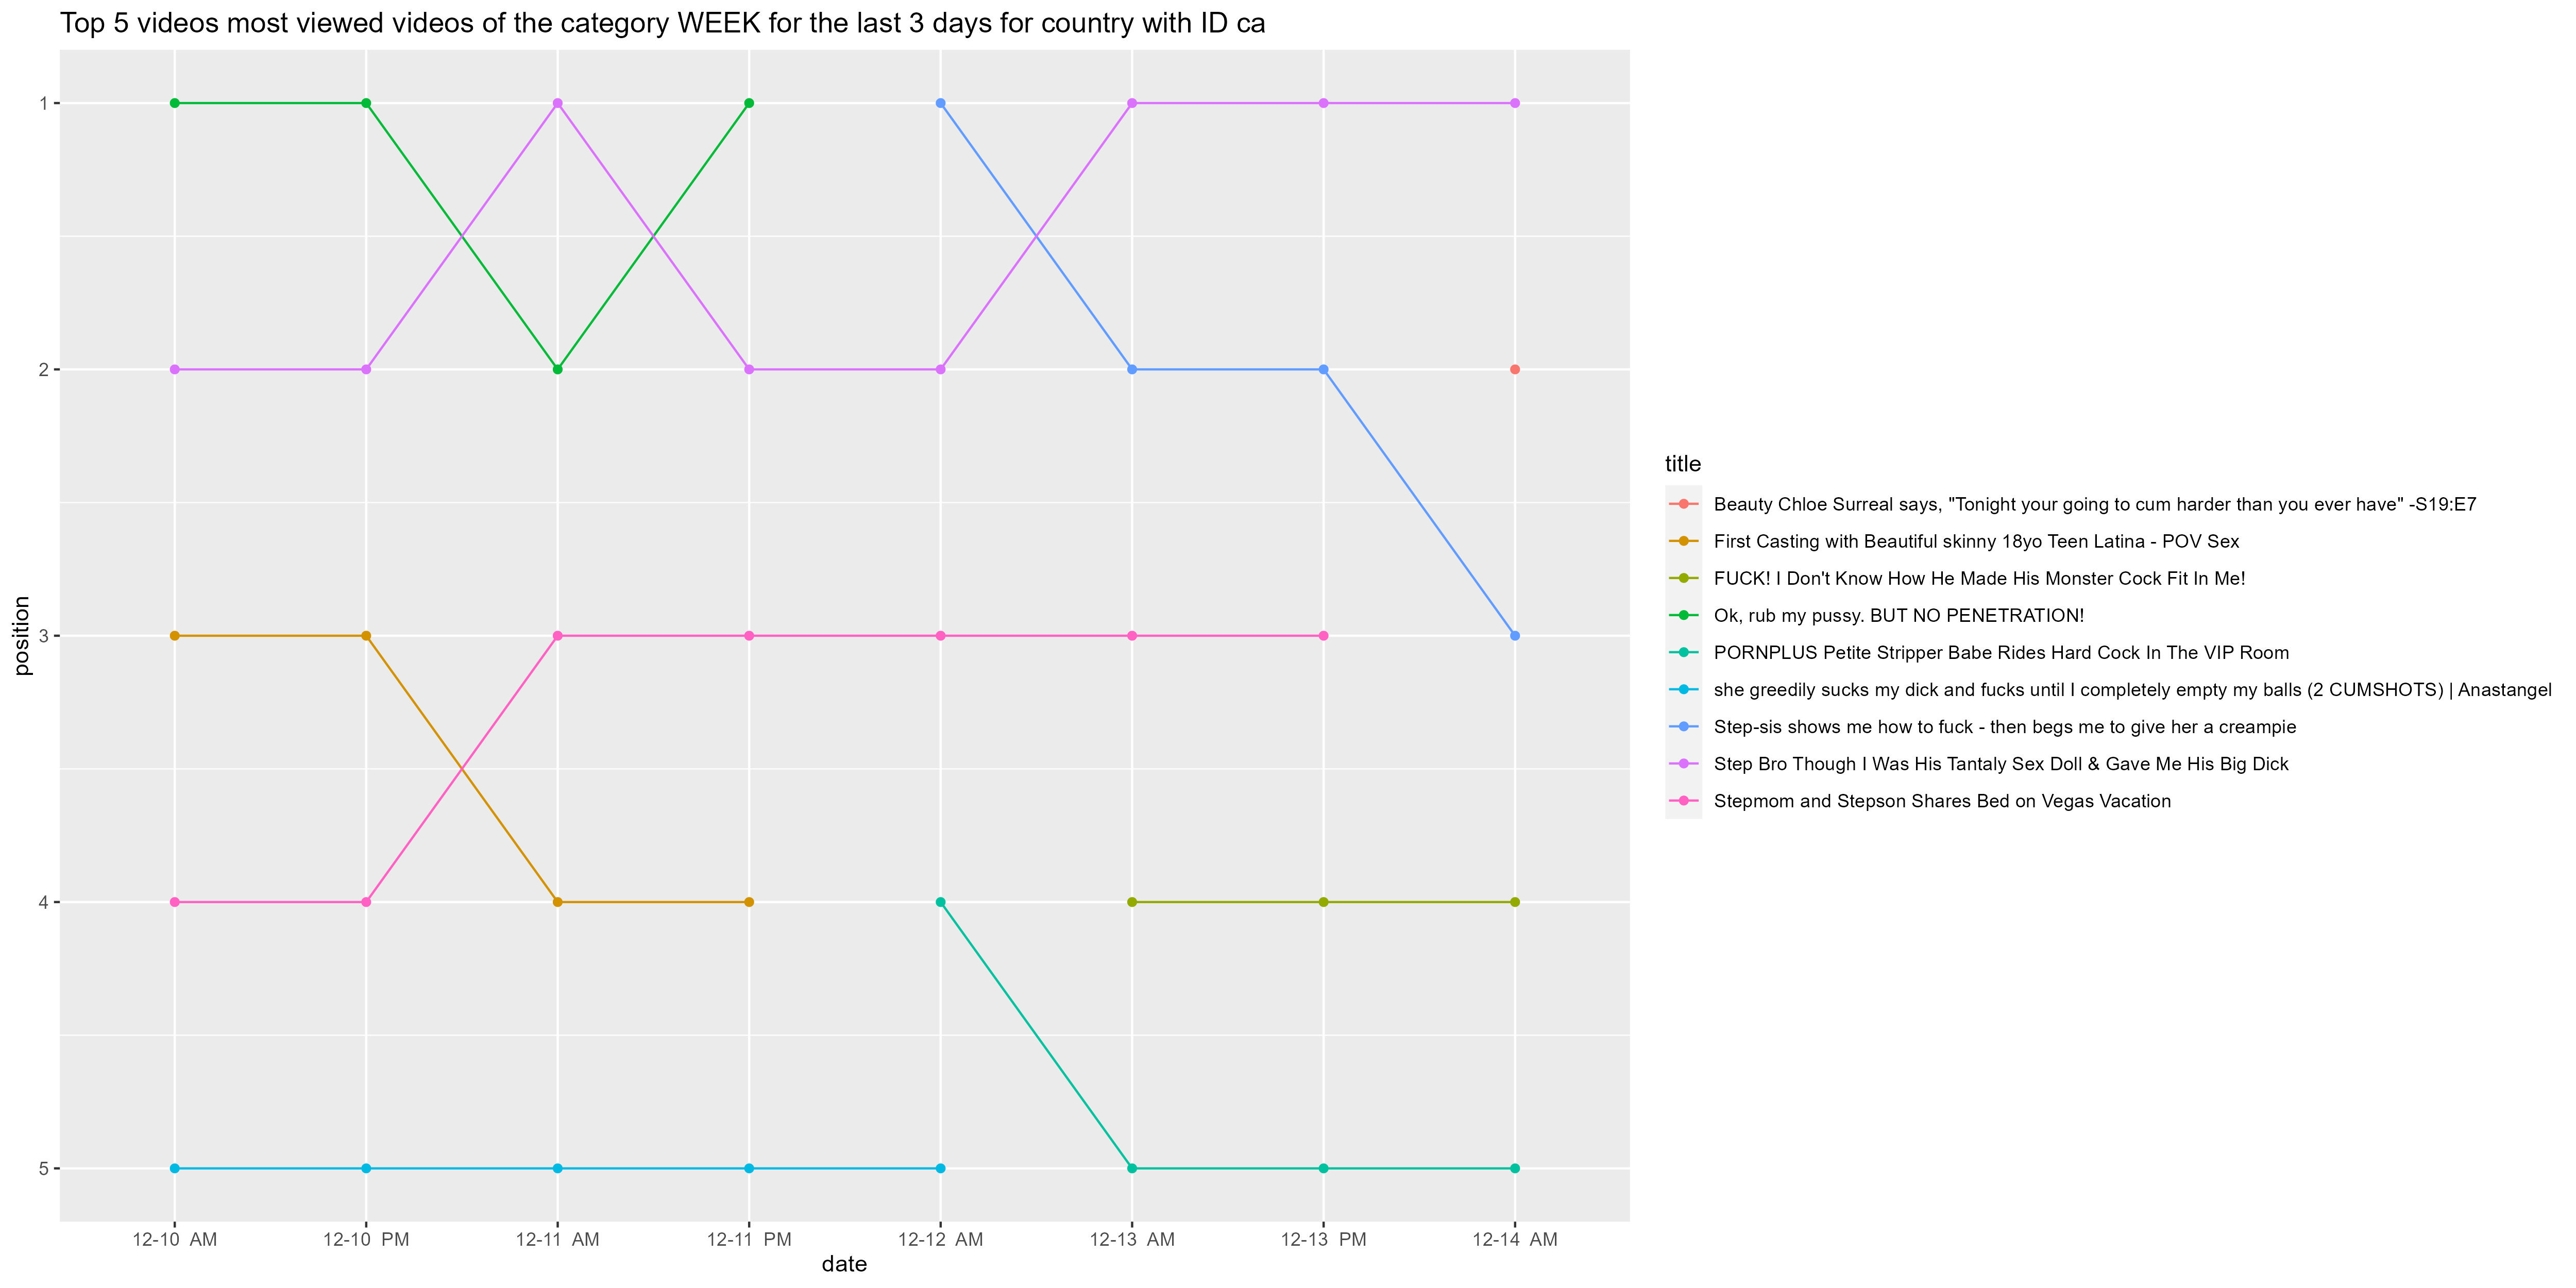 Top 5 videos most viewed videos of the category WEEK for the last 3 days for country with ID ca
position
1
2
3
4
5
12-10 AM
12-10 PM
12-11 AM
12-11 PM
12-12 AM
12-13 AM
12-13 PM
12-14 AM
date
title
Beauty Chloe Surreal says, "Tonight your going to cum harder than you ever have" -S19:E7
First Casting with Beautiful skinny 18yo Teen Latina - POV Sex
FUCK! I Don't Know How He Made His Monster Cock Fit In Me!
Ok, rub my pussy. BUT NO PENETRATION!
PORNPLUS Petite Stripper Babe Rides Hard Cock In The VIP Room
she greedily sucks my dick and fucks until I completely empty my balls (2 CUMSHOTS) | Anastangel
Step-sis shows me how to fuck - then begs me to give her a creampie
Step Bro Though I Was His Tantaly Sex Doll & Gave Me His Big Dick
Stepmom and Stepson Shares Bed on Vegas Vacation